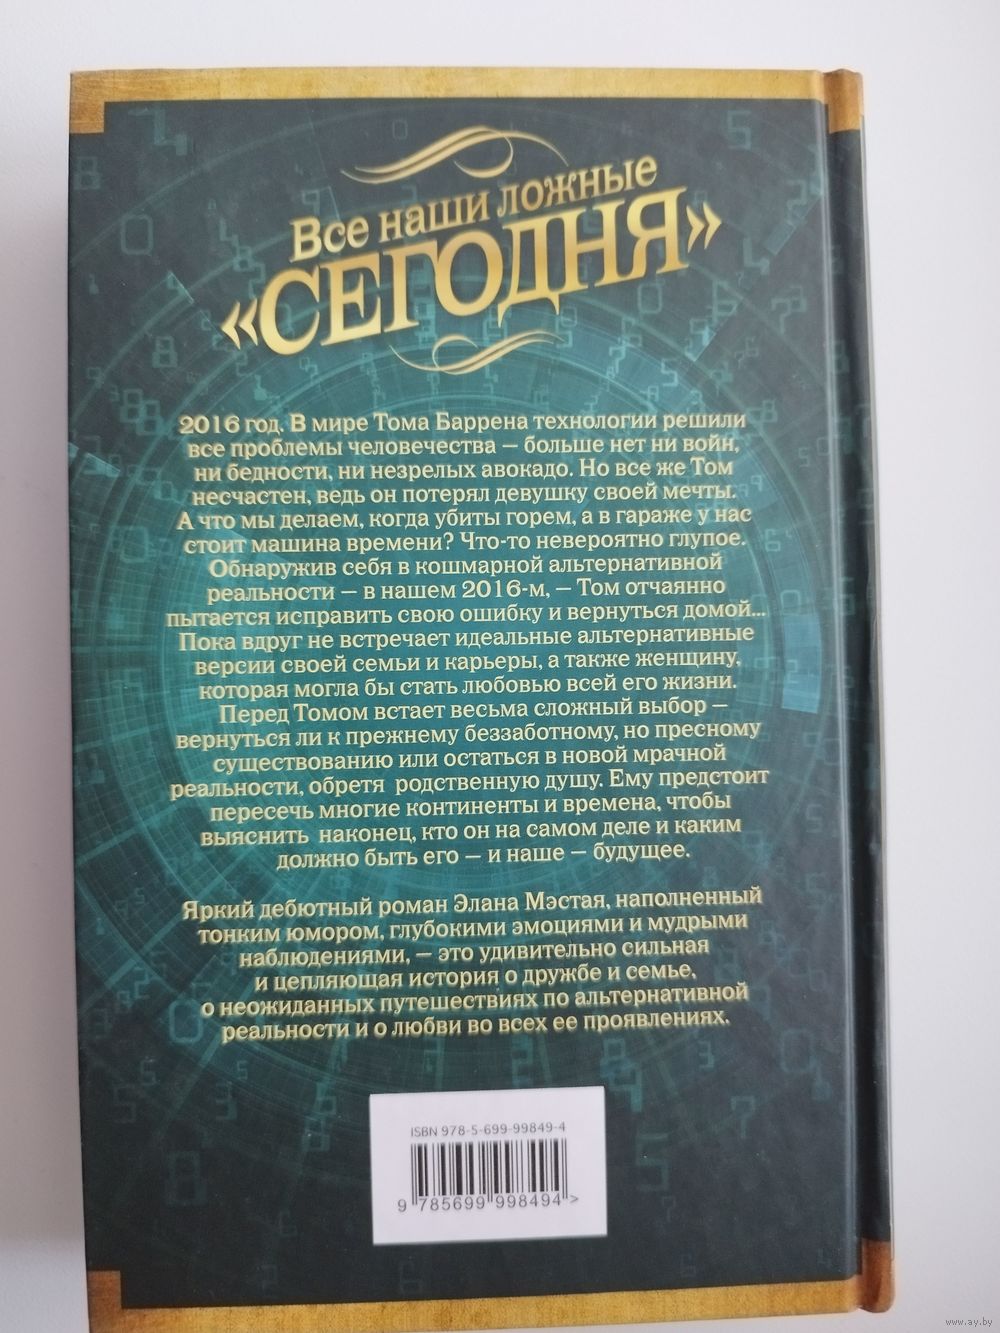 Все наши ложные
«СЕГОДНЯ»
2016 год. В мире Тома Баррена технологии решили
все проблемы человечества – больше нет ни войн,
ни бедности, ни незрелых авокадо. Но все же Том
несчастен, ведь он потерял девушку своей мечты.
А что мы делаем, когда убиты горем, а в гараже у нас
стоит машина времени? Что-то невероятно глупое.
Обнаружив себя в кошмарной альтернативной
реальности – в нашем 2016-м, – Том отчаянно
пытается исправить свою ошибку и вернуться домой...
Пока вдруг не встречает идеальные альтернативные
версии своей семьи и карьеры, а также женщину,
которая могла бы стать любовью всей его жизни.
Перед Томом встает весьма сложный выбор –
вернуться ли к прежнему беззаботному, но пресному
существованию или остаться в новой мрачной
реальности, обретя родственную душу. Ему предстоит
пересечь многие континенты и времена, чтобы
выяснить наконец, кто он на самом деле и каким
должно быть его – и наше – будущее.
Яркий дебютный роман Элана Мэстая, наполненный
тонким юмором, глубокими эмоциями и мудрыми
наблюдениями, – это удивительно сильная
и цепляющая история о дружбе и семье,
о неожиданных путешествиях по альтернативной
реальности и о любви во всех ее проявлениях.
ISBN 978-5-699-99849-4
9 785699 998494 >
www.ay.by